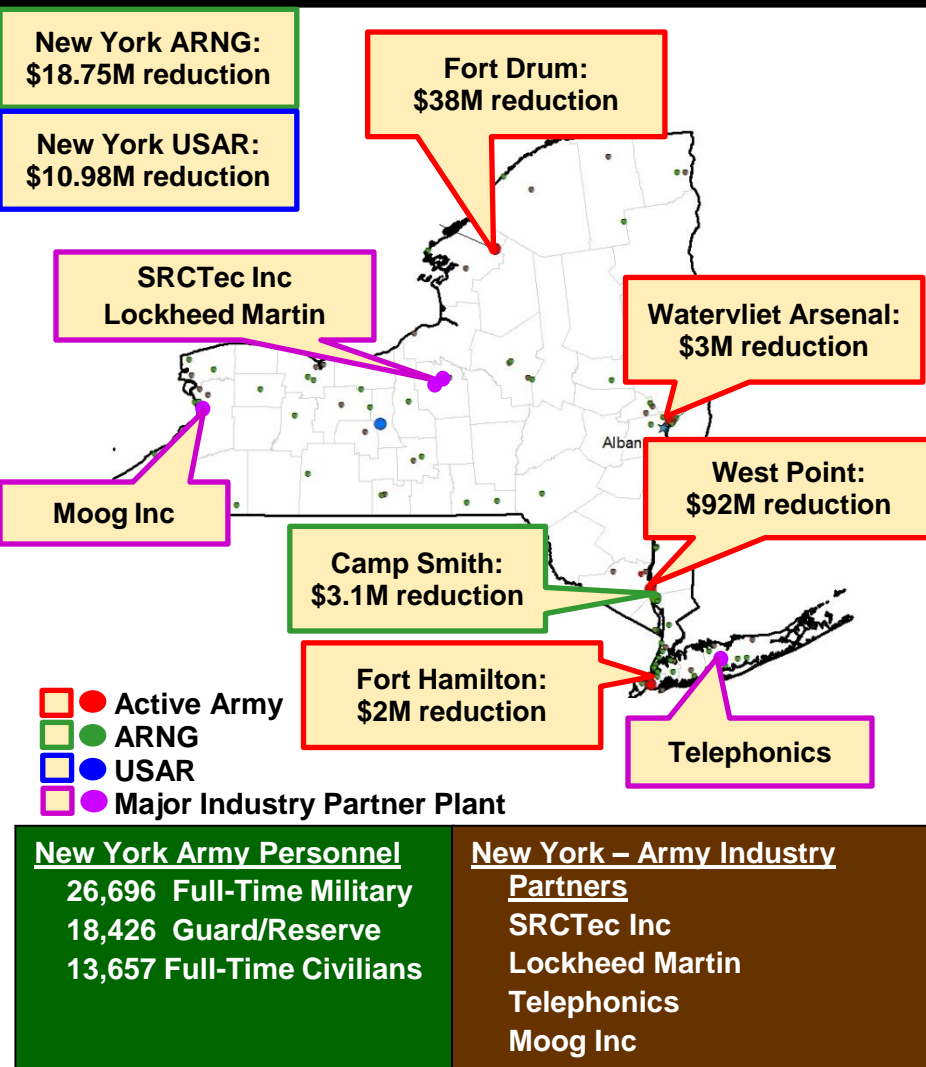 New York ARNG:
$18.75M reduction
New York USAR:
$10.98M reduction
Fort Drum:
$38M reduction
SRCTec Inc
Lockheed Martin
Watervliet Arsenal:
$3M reduction
Alban
West Point:
$92M reduction
Moog Inc
Camp Smith:
$3.1M reduction
Fort Hamilton:
$2M reduction
Telephonics
Active Army
ARNG
USAR
Major Industry Partner Plant
New York Army Personnel
26,696 Full-Time Military
18,426 Guard/Reserve
13,657 Full-Time Civilians
New York – Army Industry
Partners
SRCTec Inc
Lockheed Martin
Telephonics
Moog Inc